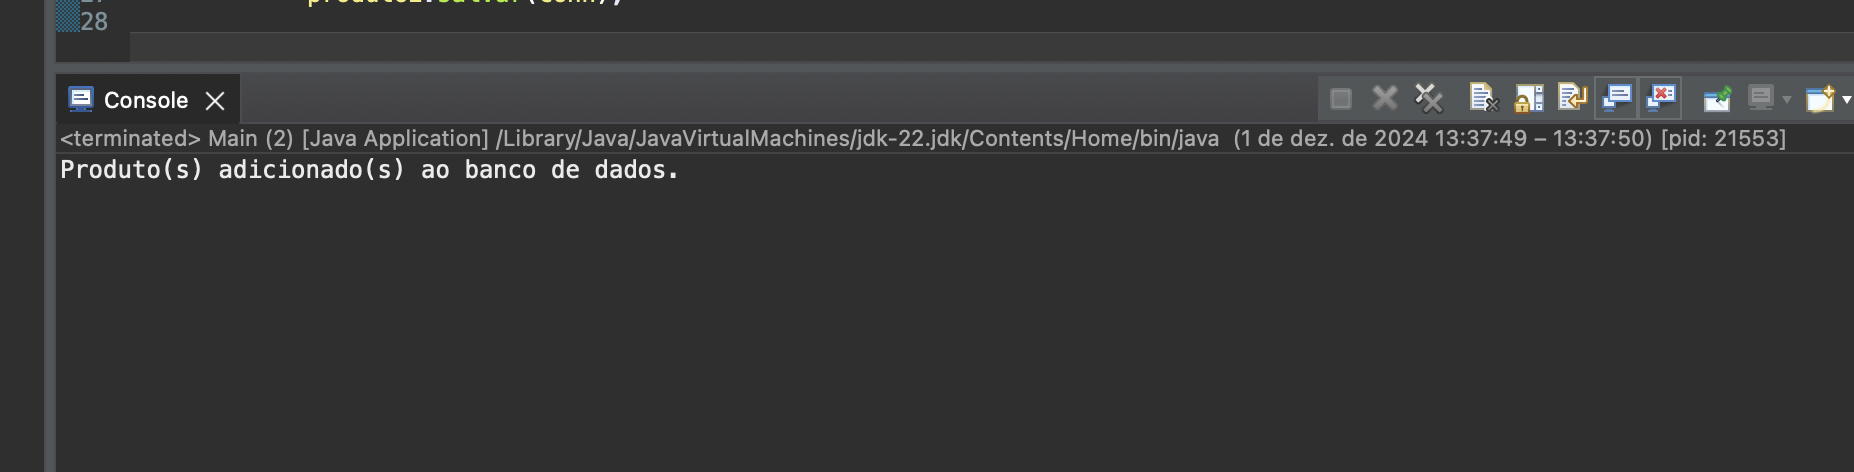 28
Console
<terminated> Main (2) [Java Application] /Library/Java/JavaVirtualMachines/jdk-22.jdk/Contents/Home/bin/java (1 de dez. de 2024 13:37:49 – 13:37:50) [pid: 21553]
Produto(s) adicionado(s) ao banco de dados.